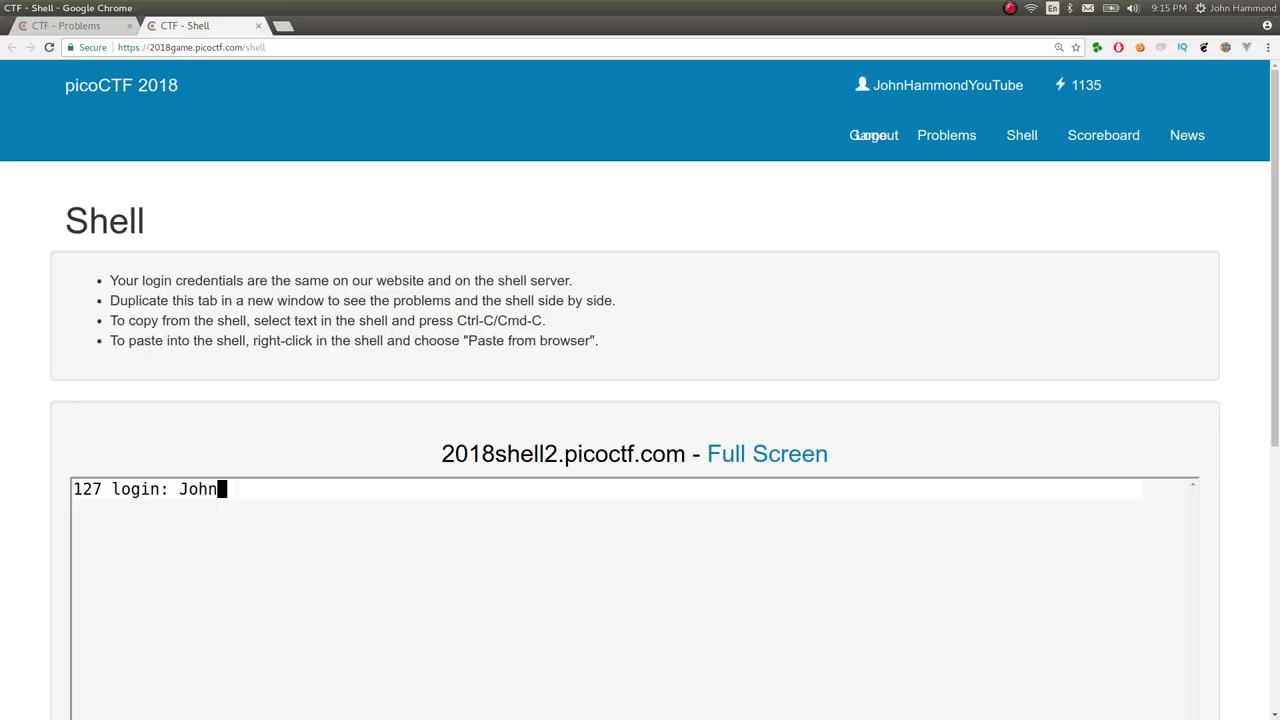 CTF - Shell - Google Chrome
En
9:15 PM
John Hammond
CTF - Problems
CTF - Shell
Secure
https://2018game.picoctf.com/shell
IQ
picoCTF 2018
JohnHammondYouTube
1135
Game
Logout
Problems
Shell
Scoreboard
News
Shell
• Your login credentials are the same on our website and on the shell server.
• Duplicate this tab in a new window to see the problems and the shell side by side.
• To copy from the shell, select text in the shell and press Ctrl-C/Cmd-C.
• To paste into the shell, right-click in the shell and choose "Paste from browser".
2018shell2.picoctf.com - Full Screen
127 login: John